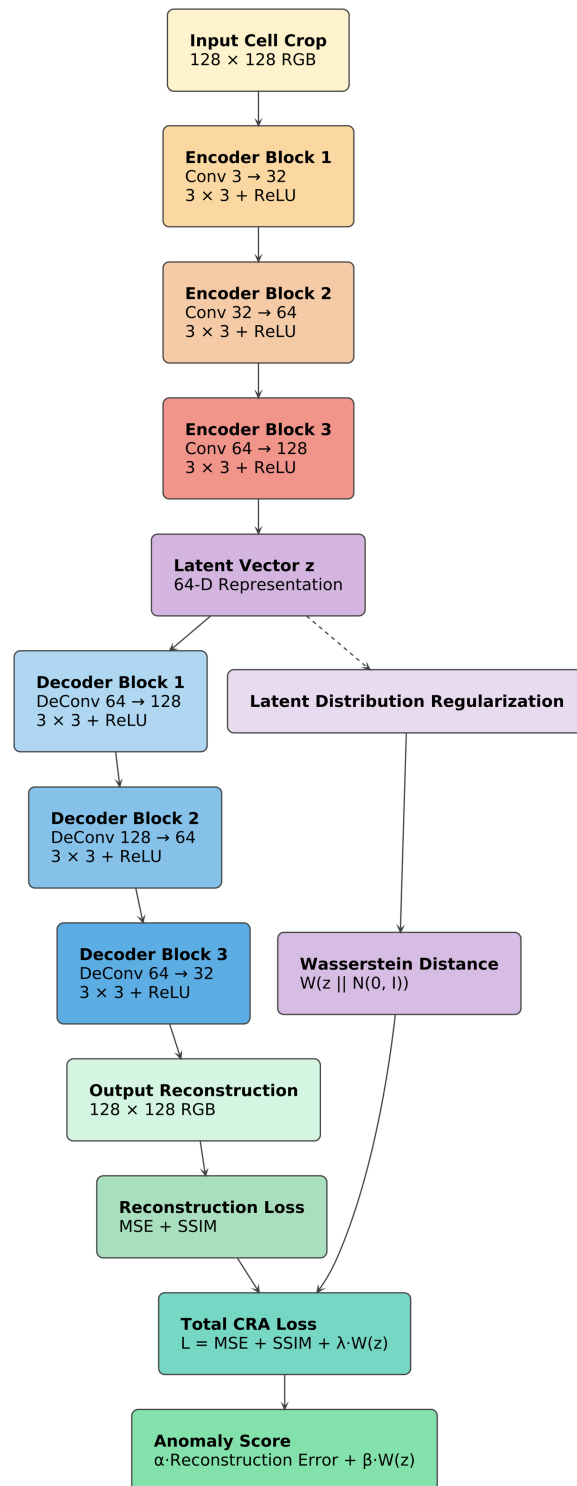 Input Cell Crop
128 × 128 RGB
Encoder Block 1
Conv 3 → 32
3 × 3 + ReLU
Encoder Block 2
Conv 32 → 64
3 × 3 + ReLU
Encoder Block 3
Conv 64 → 128
3 × 3 + ReLU
Latent Vector z
64-D Representation
Decoder Block 1
DeConv 64 → 128
3 × 3 + ReLU
Latent Distribution Regularization
Decoder Block 2
DeConv 128 → 64
3 × 3 + ReLU
Decoder Block 3
DeConv 64 → 32
3 × 3 + ReLU
Wasserstein Distance
W(z || N(0, I))
Output Reconstruction
128 × 128 RGB
Reconstruction Loss
MSE + SSIM
Total CRA Loss
L = MSE + SSIM + λ·W(z)
Anomaly Score
α·Reconstruction Error + β·W(z)